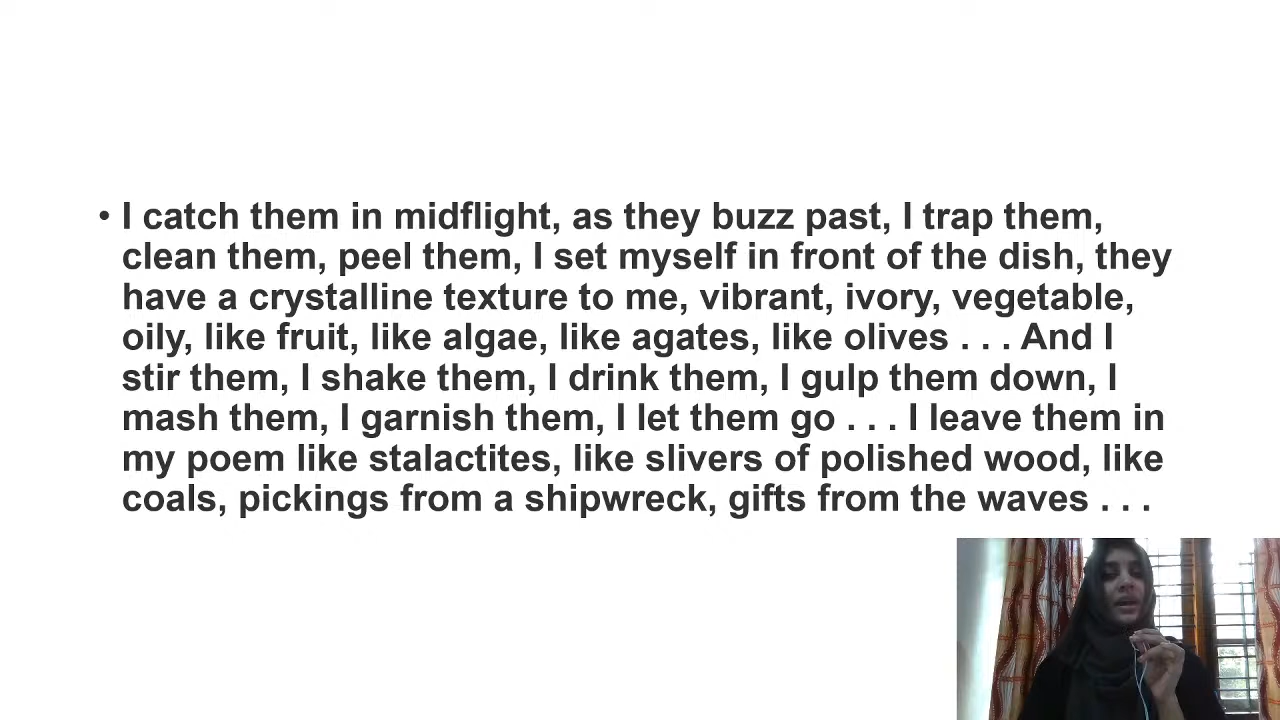 • I catch them in midflight, as they buzz past, I trap them,
clean them, peel them, I set myself in front of the dish, they
have a crystalline texture to me, vibrant, ivory, vegetable,
oily, like fruit, like algae, like agates, like olives . . . And I
stir them, I shake them, I drink them, I gulp them down, I
mash them, I garnish them, I let them go . . . I leave them in
my poem like stalactites, like slivers of polished wood, like
coals, pickings from a shipwreck, gifts from the waves . . .